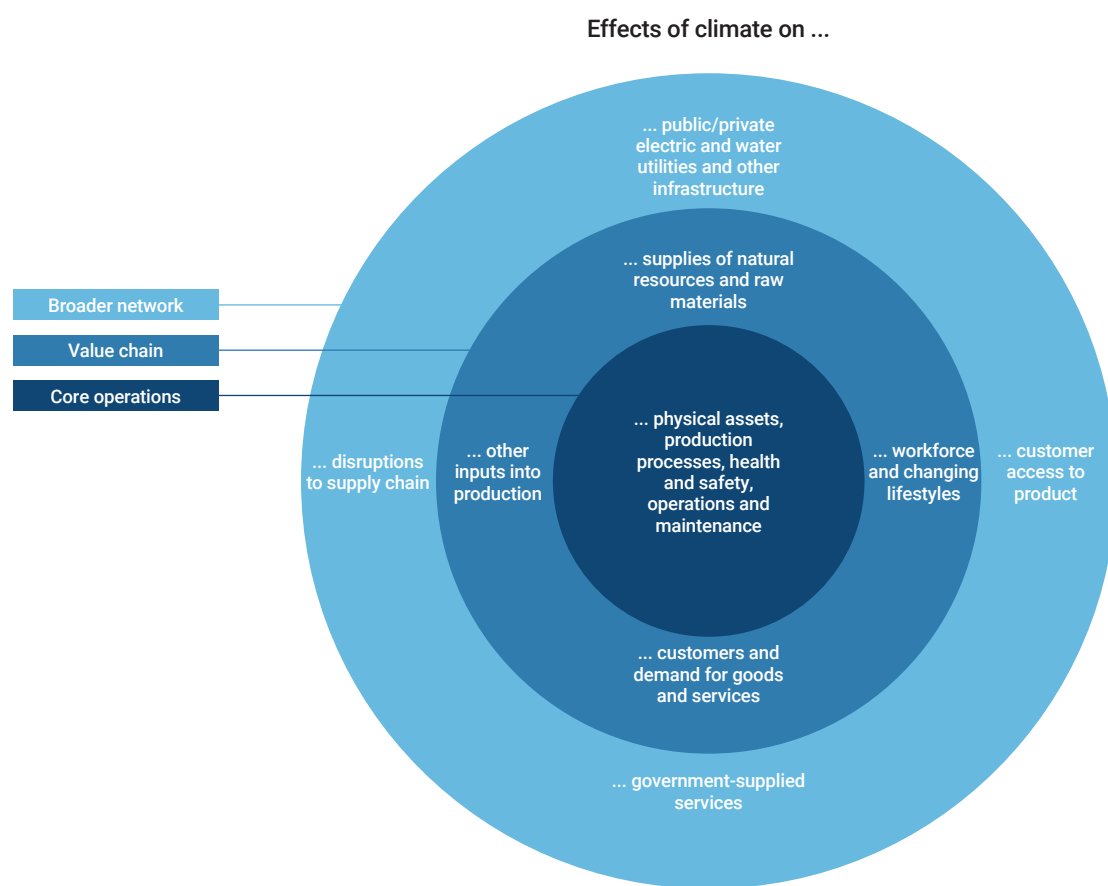 Effects of climate on ...
... public/private
electric and water
utilities and other
infrastructure
... supplies of natural
resources and raw
materials
Broader network
Value chain
Core operations
... disruptions
to supply chain
... other
inputs into
production
... physical assets,
production
processes, health
and safety,
operations and
maintenance
... workforce
and changing
lifestyles
... customer
access to
product
... customers and
demand for goods
and services
... government-supplied
services